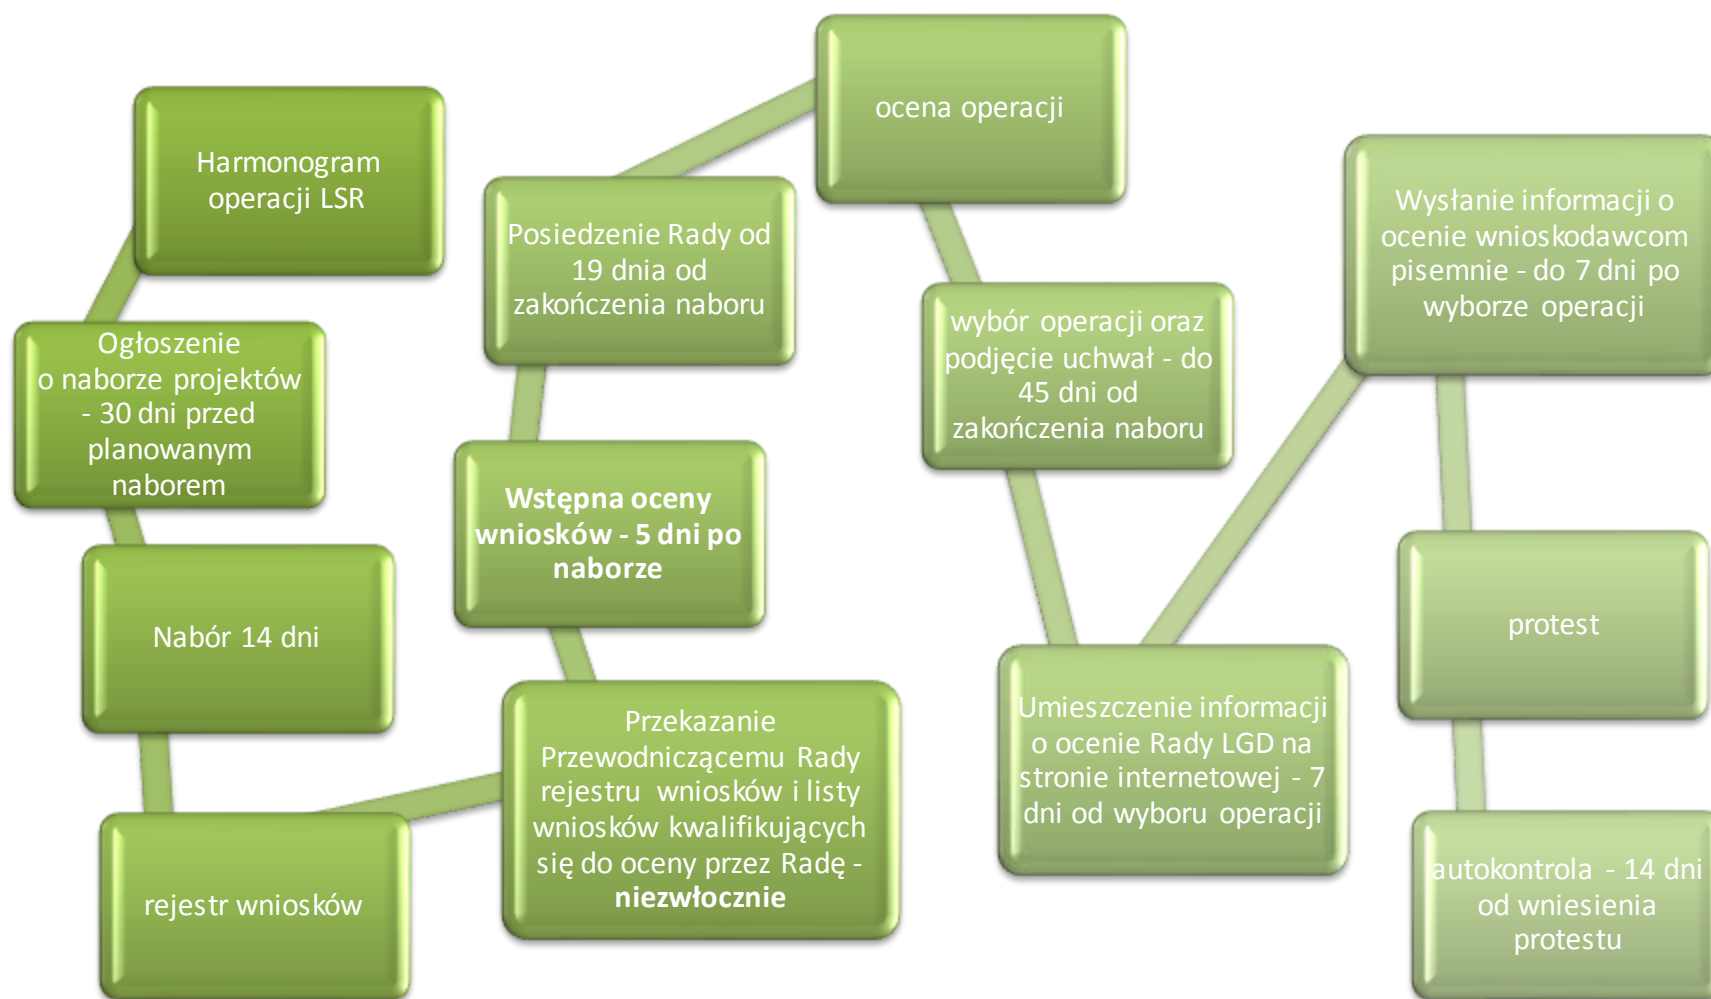 Harmonogram
operacji LSR
Ogłoszenie
o naborze projektów
- 30 dni przed
planowanym
naborem
Nabór 14 dni
rejestr wniosków
Przekazanie
Przewodniczącemu Rady
rejestru wniosków i listy
wniosków kwalifikujących
się do oceny przez Radę -
niezwłocznie
Wstępna oceny
wniosków - 5 dni po
naborze
Posiedzenie Rady od
19 dnia od
zakończenia naboru
ocena operacji
wybór operacji oraz
podjęcie uchwał - do
45 dni od
zakończenia naboru
Umieszczenie informacji
o ocenie Rady LGD na
stronie internetowej - 7
dni od wyboru operacji
Wysłanie informacji o
ocenie wnioskodawcom
pisemnie - do 7 dni po
wyborze operacji
protest
autokontrola - 14 dni
od wniesienia
protestu